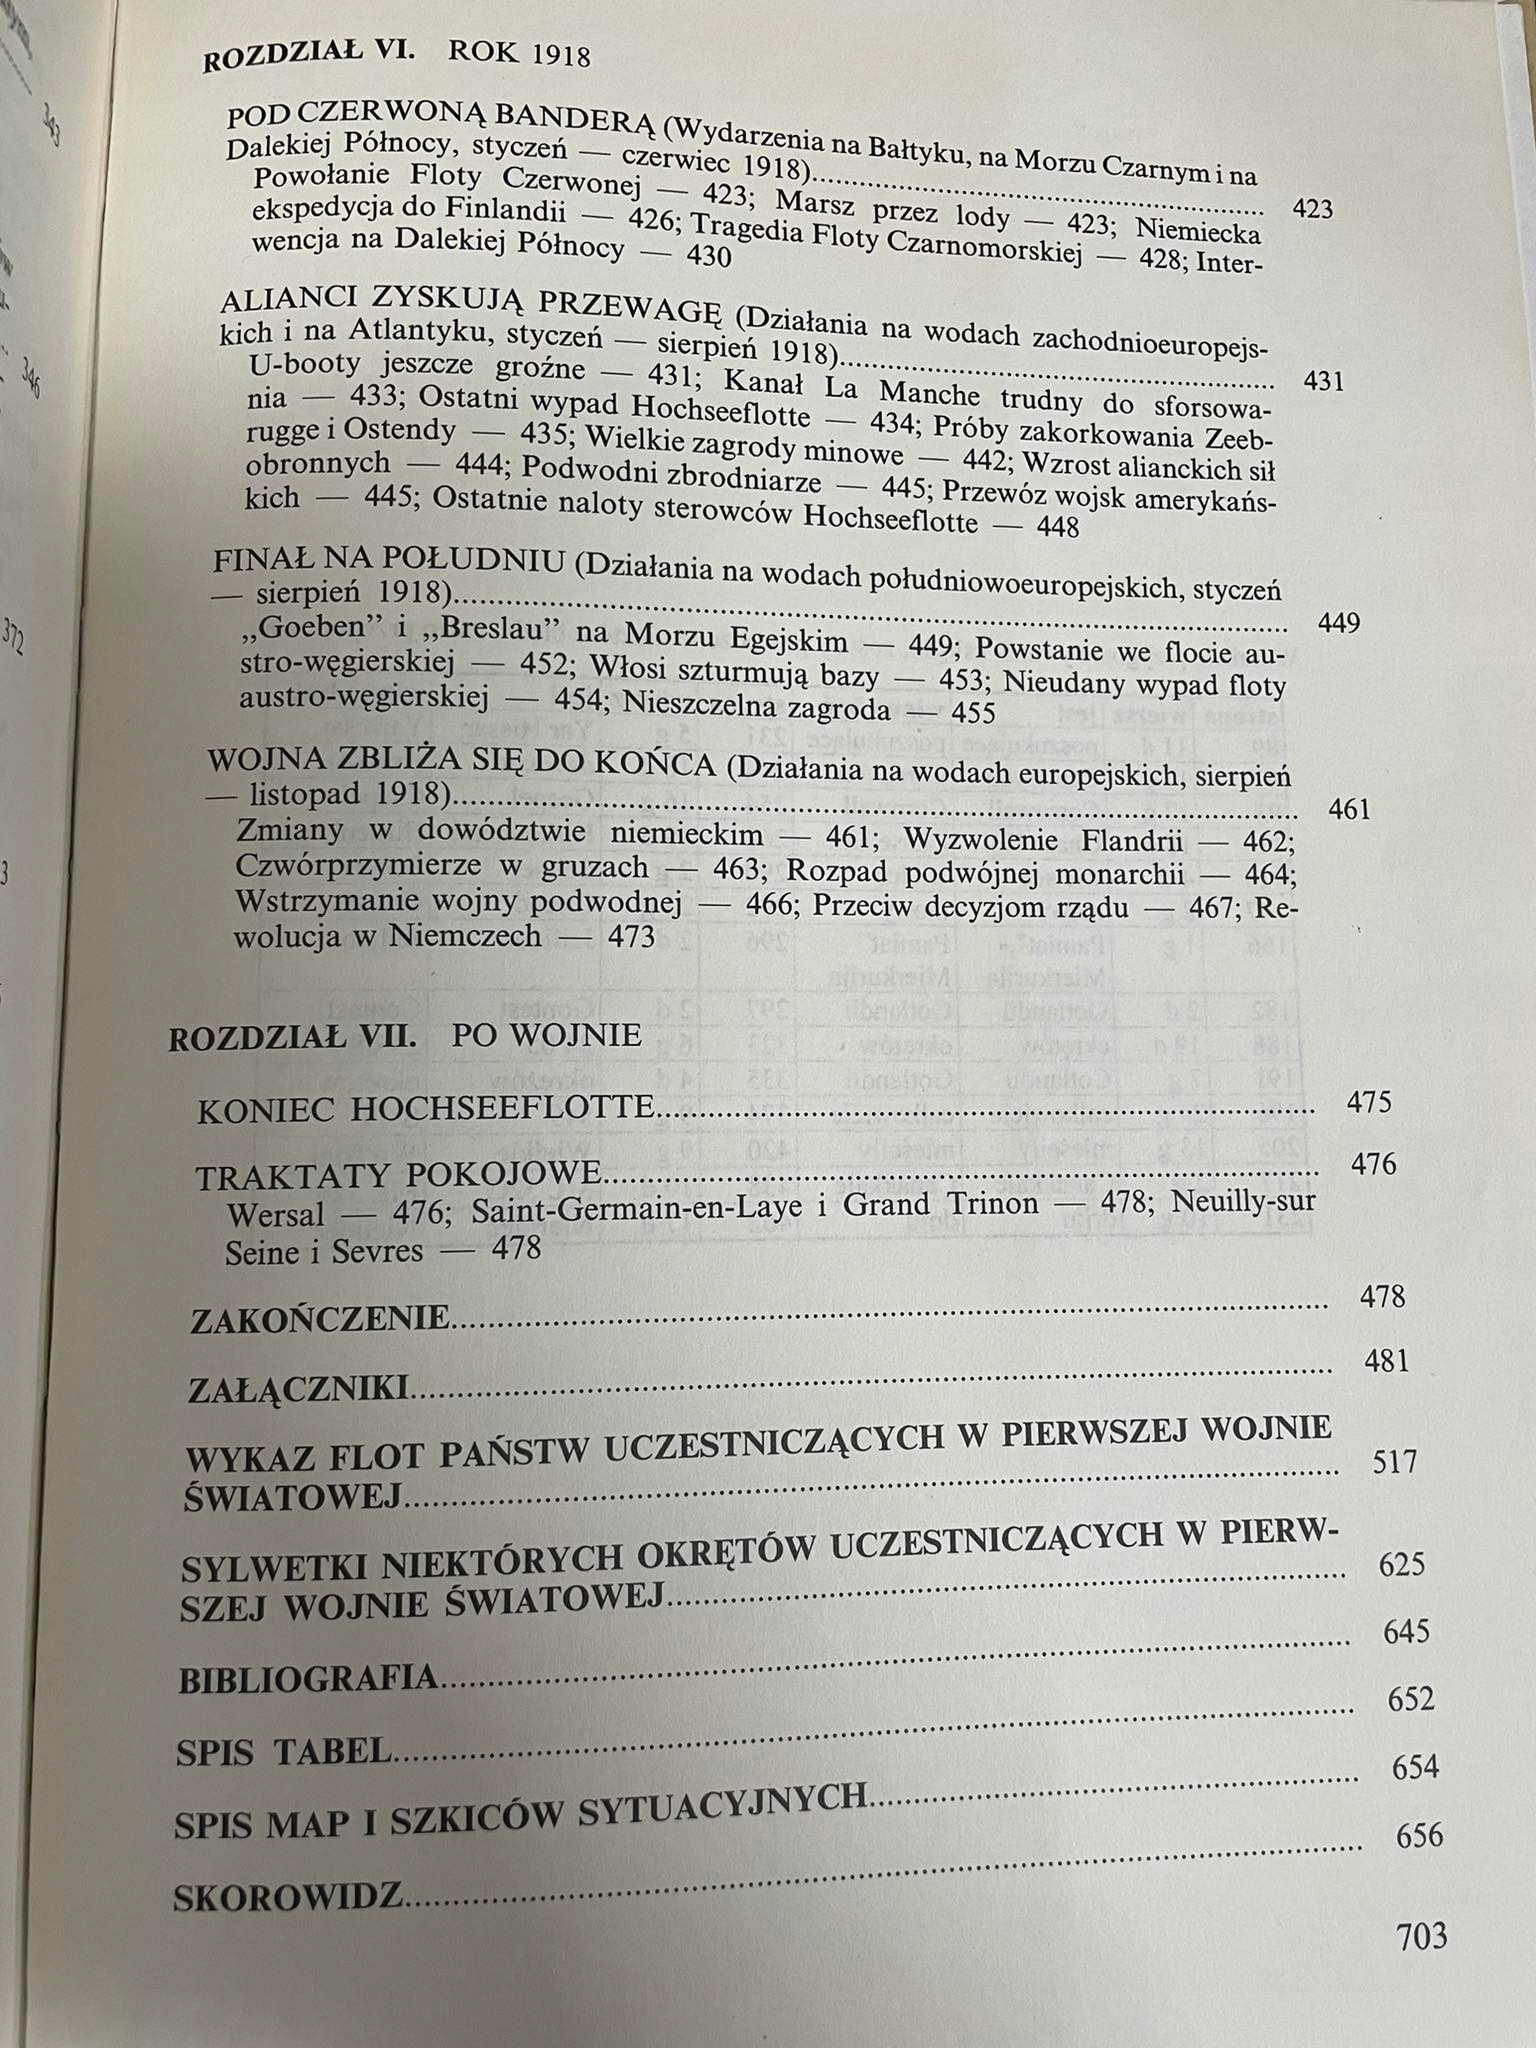 ROZDZIAŁ VI. ROK 1918
POD CZERWONĄ BANDERĄ (Wydarzenia na Bałtyku, na Morzu Czarnym i na
Dalekiej Północy, styczeń — czerwiec 1918)........ 423
Powołanie Floty Czerwonej — 423; Marsz przez lody — 423; Niemiecka
ekspedycja do Finlandii — 426; Tragedia Floty Czarnomorskiej — 428; Inter-
wencja na Dalekiej Północy — 430
ALIANCI ZYSKUJĄ PRZEWAGĘ (Działania na wodach zachodnioeuropejs-
kich i na Atlantyku, styczeń — sierpień 1918)........ 431
U-booty jeszcze groźne — 431; Kanał La Manche trudny do sforsowa-
nia — 433; Ostatni wypad Hochseeflotte — 434; Próby zakorkowania Zeeb-
rugge i Ostendy — 435; Wielkie zagrody minowe — 442; Wzrost alianckich sił
obronnych — 444; Podwodni zbrodniarze — 445; Przewóz wojsk amerykańs-
kich — 445; Ostatnie naloty sterowców Hochseeflotte — 448
FINAŁ NA POŁUDNIU (Działania na wodach południowoeuropejskich, styczeń
— sierpień 1918)........ 449
„Goeben” i „Breslau” na Morzu Egejskim — 449; Powstanie we flocie au-
stro-węgierskiej — 452; Włosi szturmują bazy — 453; Nieudany wypad floty
austro-węgierskiej — 454; Nieszczelna zagroda — 455
WOJNA ZBLIŻA SIĘ DO KOŃCA (Działania na wodach europejskich, sierpień
— listopad 1918)........ 461
Zmiany w dowództwie niemieckim — 461; Wyzwolenie Flandrii — 462;
Czwórprzymierze w gruzach — 463; Rozpad podwójnej monarchii — 464;
Wstrzymanie wojny podwodnej — 466; Przeciw decyzjom rządu — 467; Re-
wolucja w Niemczech — 473
ROZDZIAŁ VII. PO WOJNIE
KONIEC HOCHSEEFLOTTE........ 475
TRAKTATY POKOJOWE........ 476
Wersal — 476; Saint-Germain-en-Laye i Grand Trinon — 478; Neuilly-sur
Seine i Sevres — 478
ZAKOŃCZENIE........ 478
ZAŁĄCZNIKI........ 481
WYKAZ FLOT PAŃSTW UCZESTNICZĄCYCH W PIERWSZEJ WOJNIE
ŚWIATOWEJ........ 517
SYLWETKI NIEKTÓRYCH OKRĘTÓW UCZESTNICZĄCYCH W PIERW-
SZEJ WOJNIE ŚWIATOWEJ........ 625
BIBLIOGRAFIA........ 645
SPIS TABEL........ 652
SPIS MAP I SZKICÓW SYTUACYJNYCH........ 654
SKOROWIDZ........ 656
703
343
346
372